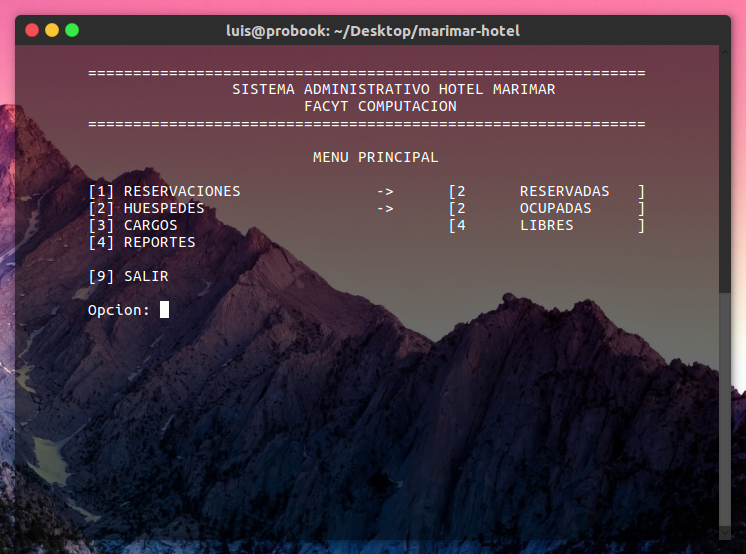 luis@probook: ~/Desktop/marimar-hotel
==============================================================
SISTEMA ADMINISTRATIVO HOTEL MARIMAR
FACYT COMPUTACION
==============================================================
MENU PRINCIPAL
[1] RESERVACIONES -> [2 RESERVADAS ]
[2] HUESPEDES -> [2 OCUPADAS ]
[3] CARGOS [4 LIBRES ]
[4] REPORTES
[9] SALIR
Opcion: